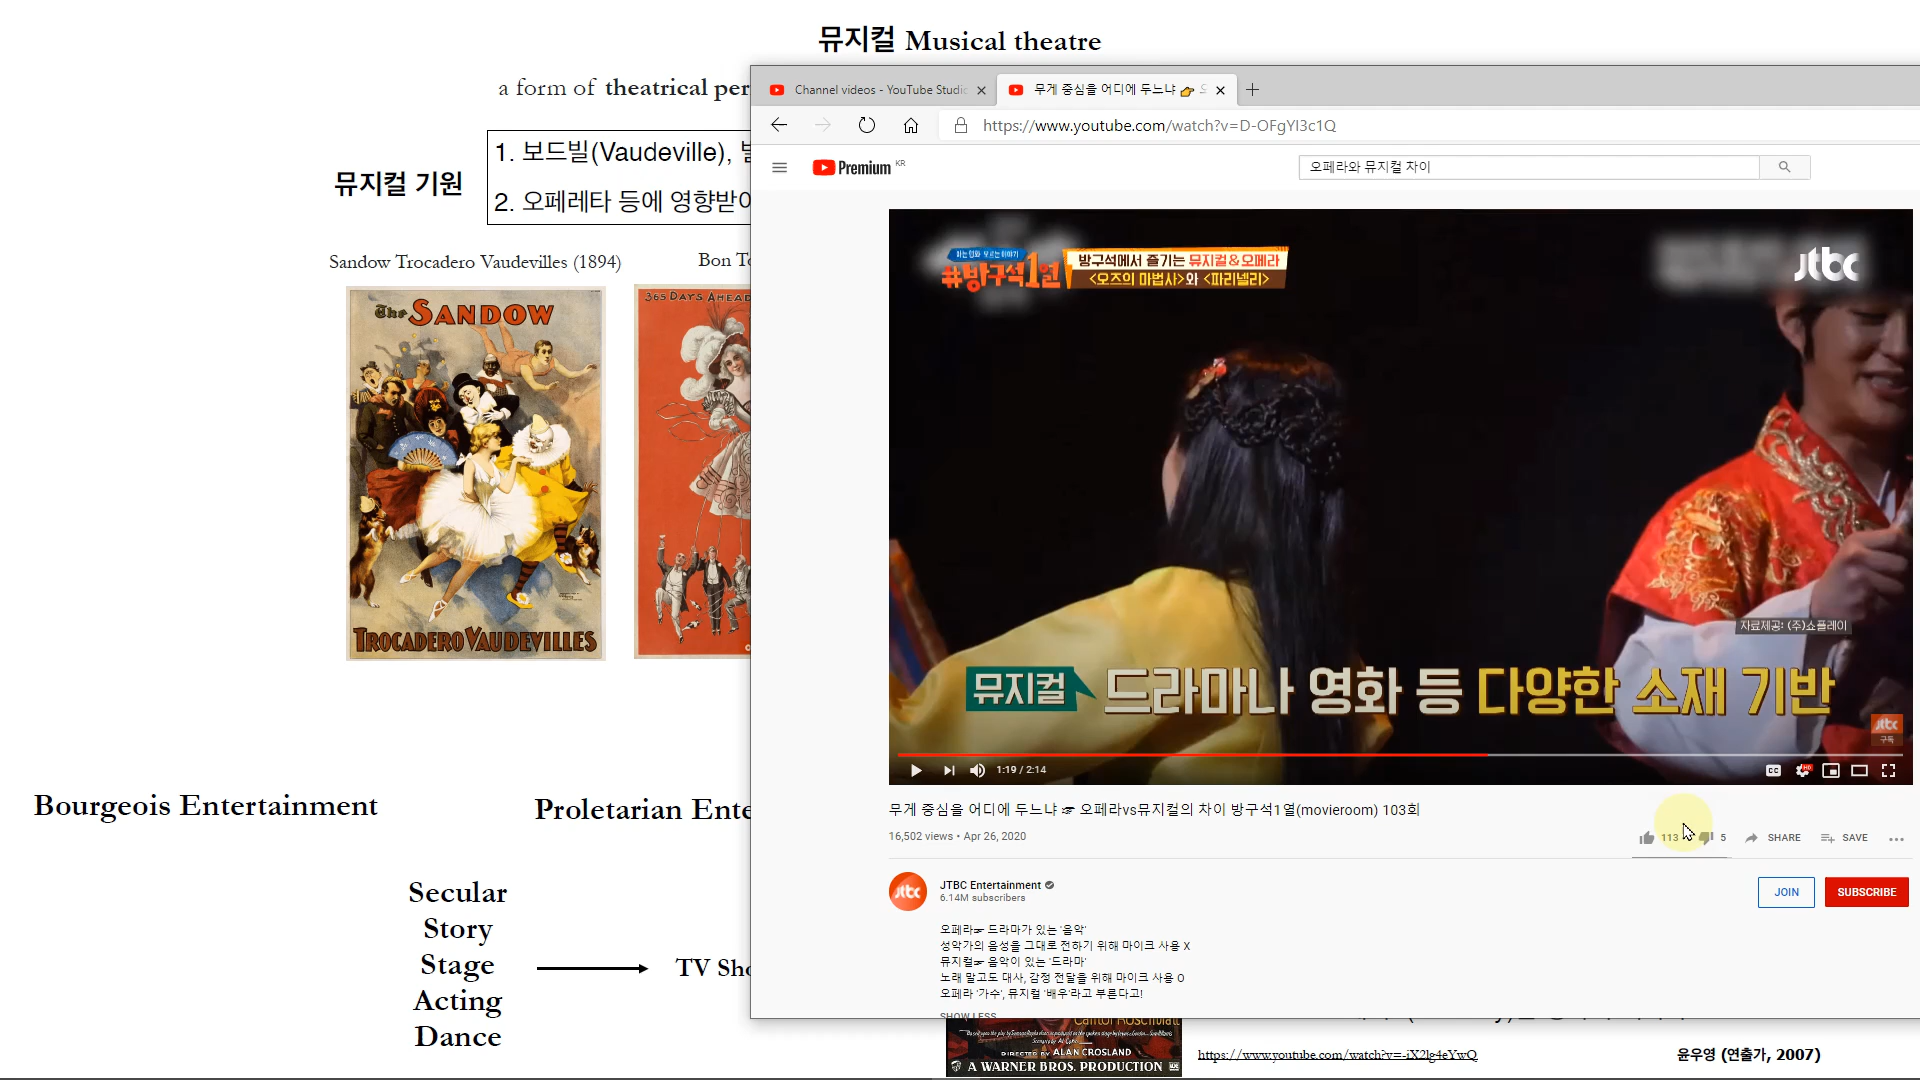 뮤지컬 Musical theatre
a form of theatrical per
뮤지컬 기원
1. 보드빌(Vaudeville),
2. 오페레타 등에 영향받
Sandow Trocadero Vaudevilles (1894)
Bon
The SANDOW
TROCADERO VAUDEVILLES
365 DAYS AHEAD
Bourgeois Entertainment
Proletarian Ente
Secular
Story
Stage
Acting
Dance
TV Sho
Channel videos - YouTube Studio
무게 중심을 어디에 두느냐 👉
https://www.youtube.com/watch?v=D-OFgYI3c1Q
Premium KR
오페라와 뮤지컬 차이
#방구석1열
방구석에서 즐기는 뮤지컬&오페라
<오즈의 마법사>와 <파리넬리>
jtbc
자료제공: (주)쇼플레이
뮤지컬 드라마나 영화 등 다양한 소재 기반
jtbc
구독
1:19 / 2:14
CC
HD
무게 중심을 어디에 두느냐 ☞ 오페라vs뮤지컬의 차이 방구석1열(movieroom) 103회
16,502 views • Apr 26, 2020
113
5
SHARE
SAVE
jtbc
JTBC Entertainment
6.14M subscribers
JOIN
SUBSCRIBE
오페라☞ 드라마가 있는 '음악'
성악가의 음성을 그대로 전하기 위해 마이크 사용 X
뮤지컬☞ 음악이 있는 '드라마'
노래 말고도 대사, 감정 전달을 위해 마이크 사용 O
오페라 '가수', 뮤지컬 '배우'라고 부른다고!
SHOW LESS
DIRECTED BY ALAN CROSLAND
A WARNER BROS. PRODUCTION
https://www.youtube.com/watch?v=-iX2lg4eYwQ
윤우영 (연출가, 2007)